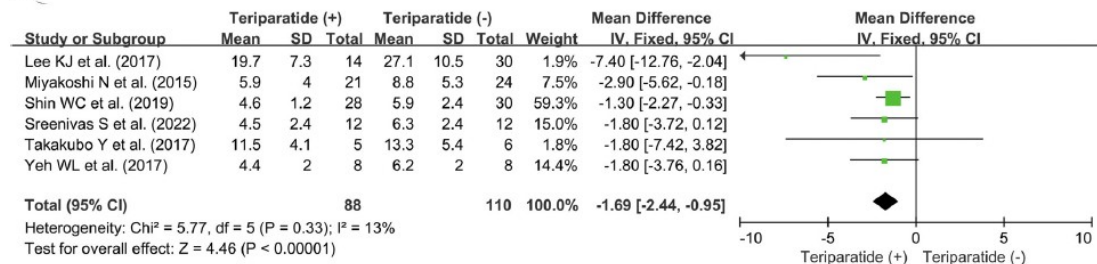 Teriparatide (+) Teriparatide (-) Mean Difference Mean Difference
Study or Subgroup Mean SD Total Mean SD Total Weight IV, Fixed, 95% CI IV, Fixed, 95% CI
Lee KJ et al. (2017) 19.7 7.3 14 27.1 10.5 30 1.9% -7.40 [-12.76, -2.04]
Miyakoshi N et al. (2015) 5.9 4 21 8.8 5.3 24 7.5% -2.90 [-5.62, -0.18]
Shin WC et al. (2019) 4.6 1.2 28 5.9 2.4 30 59.3% -1.30 [-2.27, -0.33]
Sreenivas S et al. (2022) 4.5 2.4 12 6.3 2.4 12 15.0% -1.80 [-3.72, 0.12]
Takakubo Y et al. (2017) 11.5 4.1 5 13.3 5.4 6 1.8% -1.80 [-7.42, 3.82]
Yeh WL et al. (2017) 4.4 2 8 6.2 2 8 14.4% -1.80 [-3.76, 0.16]
Total (95% CI) 88 110 100.0% -1.69 [-2.44, -0.95]
Heterogeneity: Chi² = 5.77, df = 5 (P = 0.33); I² = 13%
Test for overall effect: Z = 4.46 (P < 0.00001)
-10 -5 0 5 10
Teriparatide (+) Teriparatide (-)